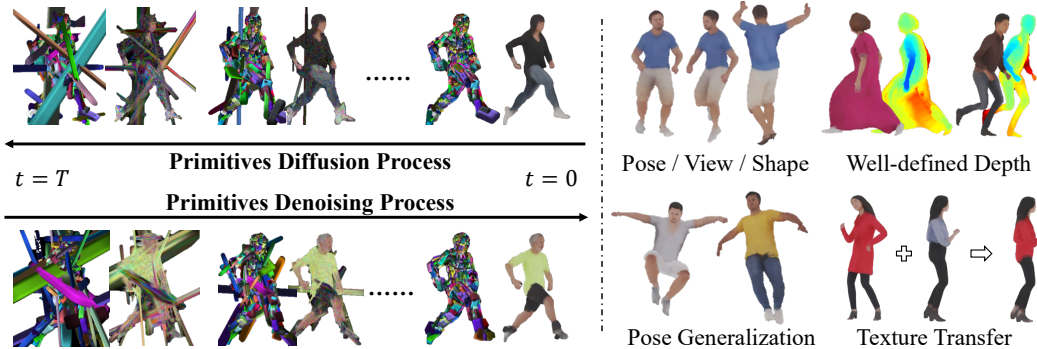 ......
Primitives Diffusion Process
t = T
t = 0
Primitives Denoising Process
......
Pose / View / Shape
Well-defined Depth
Pose Generalization
Texture Transfer